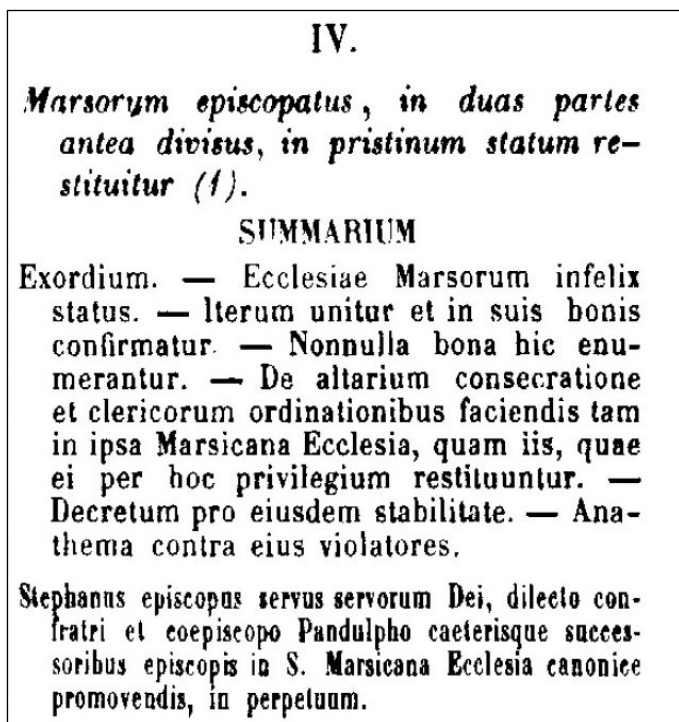 IV.
Marsorum episcopatus, in duas partes
antea divisus, in pristinum statum re-
stituitur (1).
SUMMARIUM
Exordium. — Ecclesiae Marsorum infelix
status. — Iterum unitur et in suis bonis
confirmatur. — Nonnulla bona hic enu-
merantur. — De altarium consecratione
et clericorum ordinationibus faciendis tam
in ipsa Marsicana Ecclesia, quam iis, quae
ei per hoc privilegium restituuntur. —
Decretum pro eiusdem stabilitate. — Ana-
thema contra eius violatores.
Stephanus episcopus servus servorum Dei, dilecto con-
fratri et coepiscopo Pandulpho caeterisque succes-
soribus episcopis in S. Marsicana Ecclesia canonice
promovendis, in perpetuum.